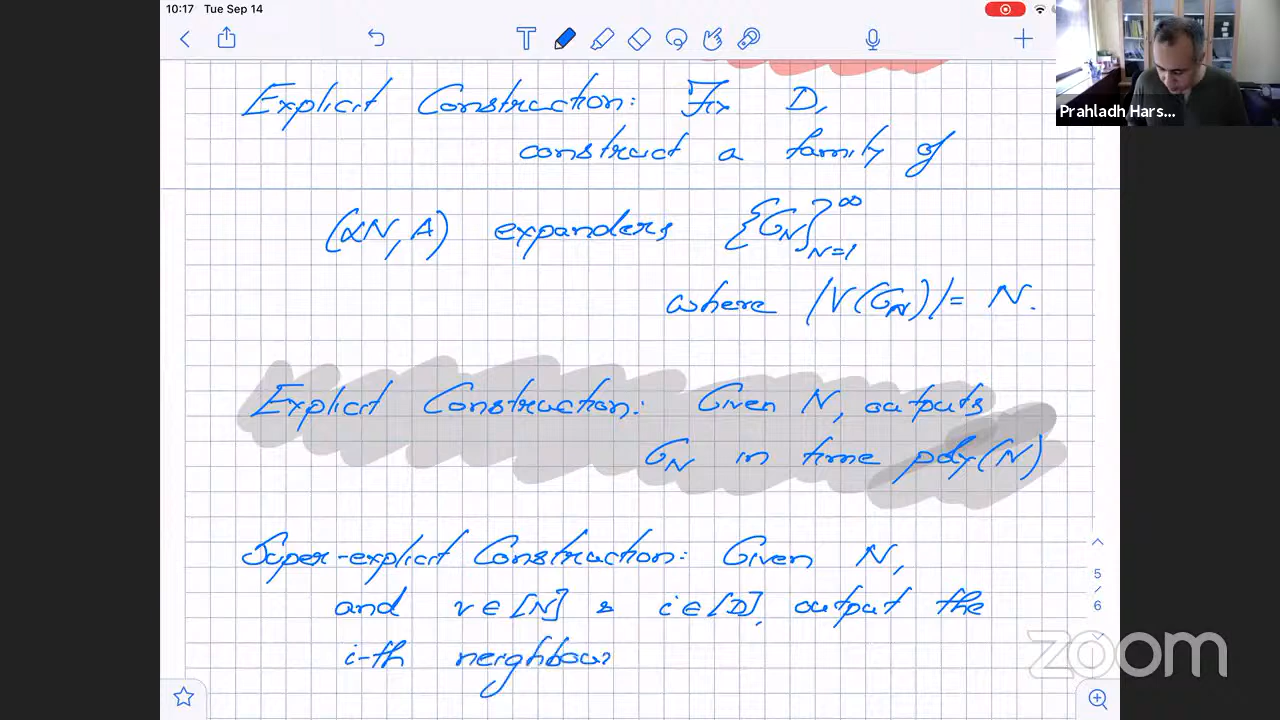 10:17 Tue Sep 14
T
Prahladh Hars...
Explicit Construction: Fix D,
construct a family of
(αN, A) expanders {G_N}_{N=1}^∞
where |V(G_N)| = N.
Explicit Construction: Given N, outputs
G_N in time poly(N)
Super-explicit Construction: Given N,
and v∈[N] & i∈[D], output the
i-th neighbour
5
/
6
zoom